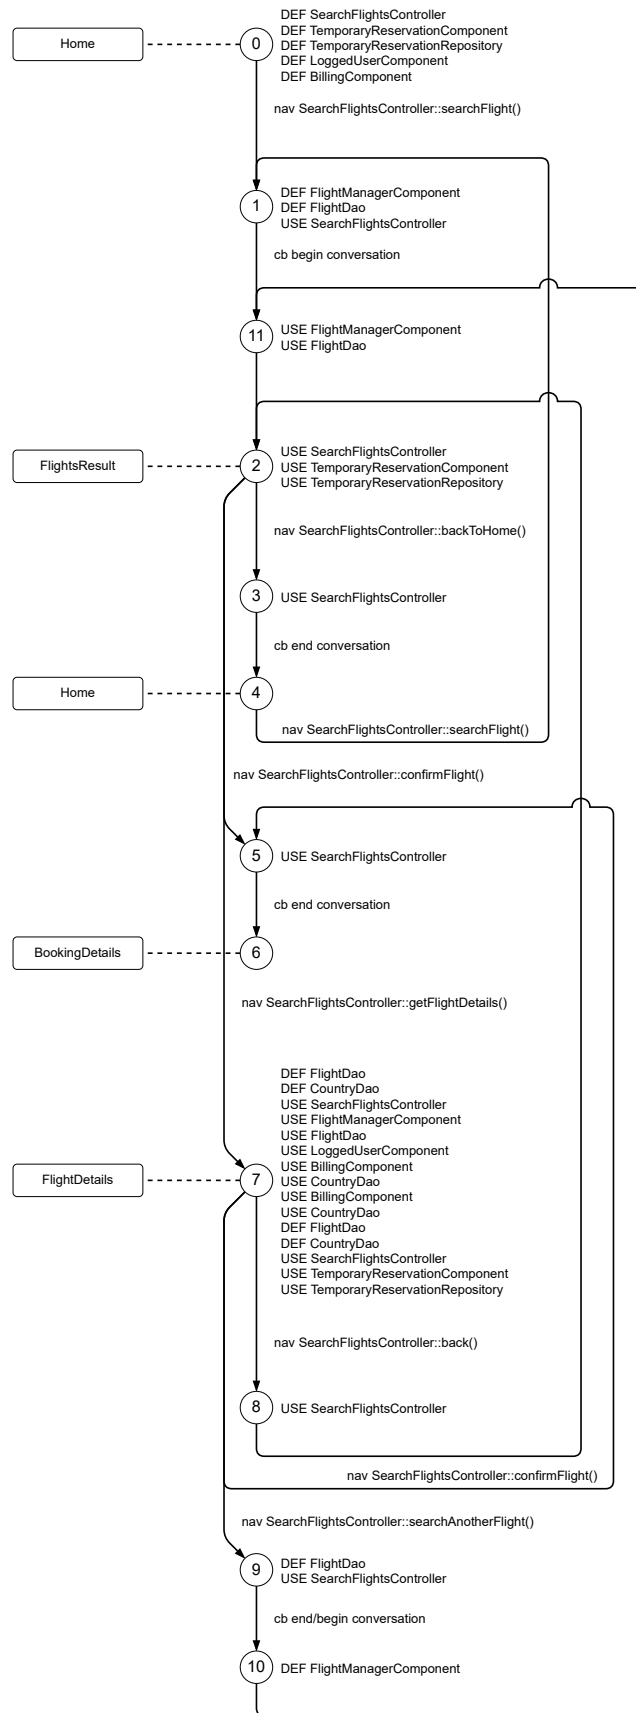 DEF SearchFlightsController
DEF TemporaryReservationComponent
Home
0
DEF TemporaryReservationRepository
DEF LoggedUserComponent
DEF BillingComponent
nav SearchFlightsController::searchFlight()
DEF FlightManagerComponent
1
DEF FlightDao
USE SearchFlightsController
cb begin conversation
11
USE FlightManagerComponent
USE FlightDao
USE SearchFlightsController
FlightsResult
2
USE TemporaryReservationComponent
USE TemporaryReservationRepository
nav SearchFlightsController::backToHome()
3
USE SearchFlightsController
cb end conversation
Home
4
nav SearchFlightsController::searchFlight()
nav SearchFlightsController::confirmFlight()
5
USE SearchFlightsController
cb end conversation
BookingDetails
6
nav SearchFlightsController::getFlightDetails()
DEF FlightDao
DEF CountryDao
USE SearchFlightsController
USE FlightManagerComponent
USE FlightDao
USE LoggedUserComponent
USE BillingComponent
FlightDetails
7
USE CountryDao
USE BillingComponent
USE CountryDao
DEF FlightDao
DEF CountryDao
USE SearchFlightsController
USE TemporaryReservationComponent
USE TemporaryReservationRepository
nav SearchFlightsController::back()
8
USE SearchFlightsController
nav SearchFlightsController::confirmFlight()
nav SearchFlightsController::searchAnotherFlight()
9
DEF FlightDao
USE SearchFlightsController
cb end/begin conversation
10
DEF FlightManagerComponent